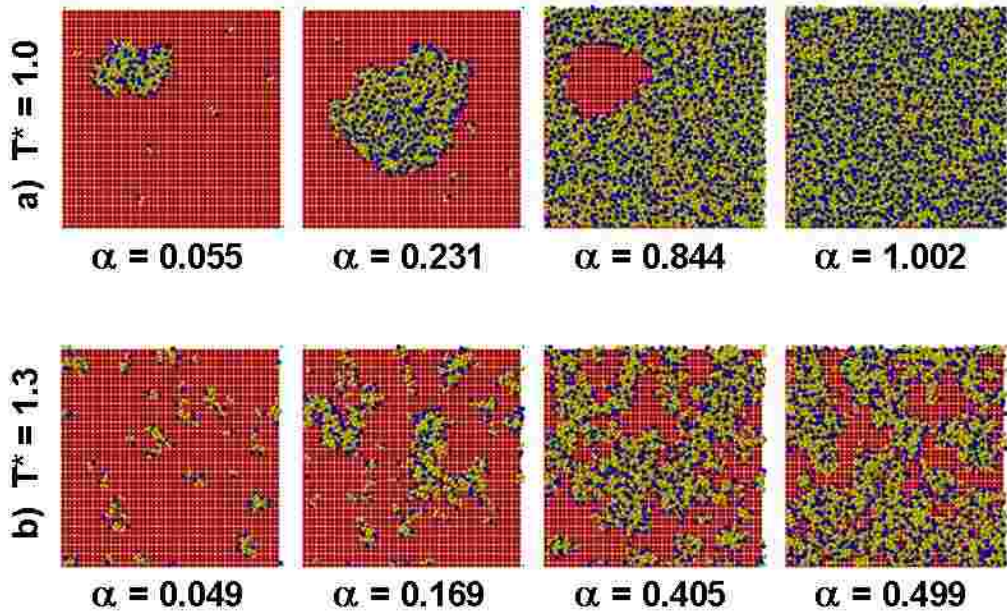 a) T* = 1.0
α = 0.055
α = 0.231
α = 0.844
α = 1.002
b) T* = 1.3
α = 0.049
α = 0.169
α = 0.405
α = 0.499